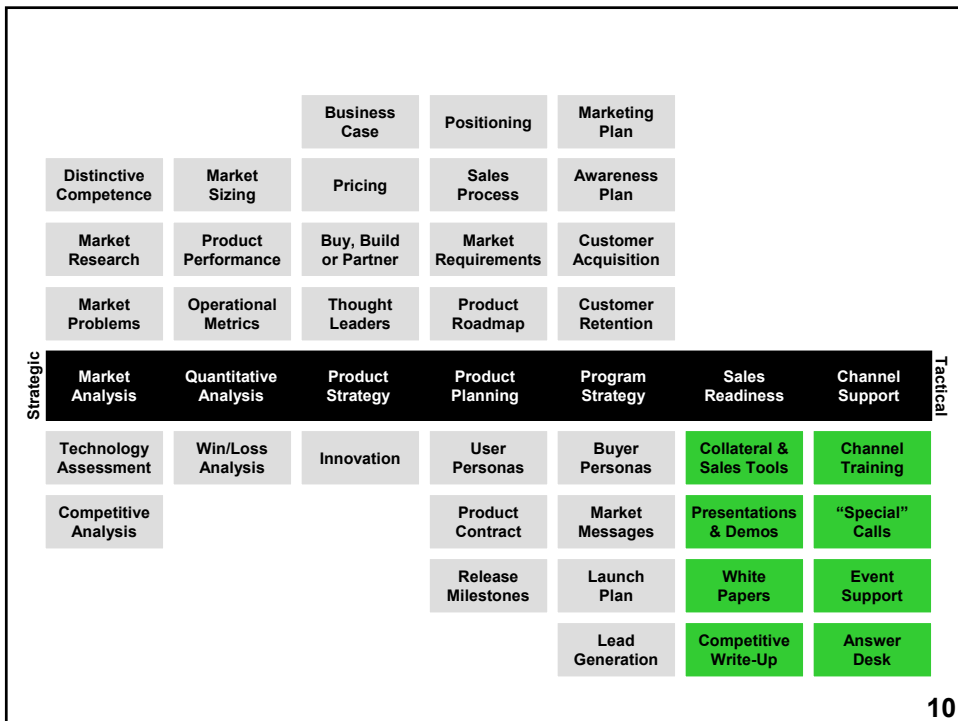 Business
Case
Positioning
Marketing
Plan
Distinctive
Competence
Market
Sizing
Pricing
Sales
Process
Awareness
Plan
Market
Research
Product
Performance
Buy, Build
or Partner
Market
Requirements
Customer
Acquisition
Market
Problems
Operational
Metrics
Thought
Leaders
Product
Roadmap
Customer
Retention
Strategic
Market
Analysis
Quantitative
Analysis
Product
Strategy
Product
Planning
Program
Strategy
Sales
Readiness
Channel
Support
Tactical
Technology
Assessment
Win/Loss
Analysis
Innovation
User
Personas
Buyer
Personas
Collateral &
Sales Tools
Channel
Training
Competitive
Analysis
Product
Contract
Market
Messages
Presentations
& Demos
“Special”
Calls
Release
Milestones
Launch
Plan
White
Papers
Event
Support
Lead
Generation
Competitive
Write-Up
Answer
Desk
10